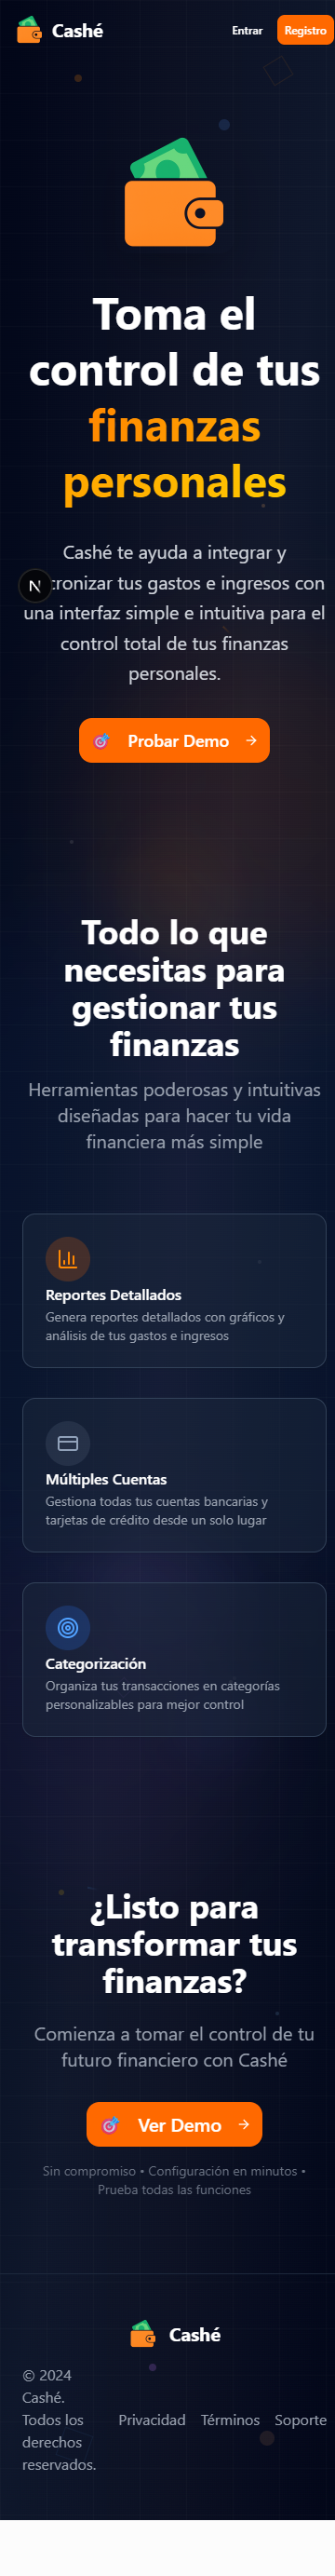 Cashé
Entrar
Registro
Toma el
control de tus
finanzas
personales
Cashé te ayuda a integrar y
tus gastos e ingresos con
una interfaz simple e intuitiva para el
control total de tus finanzas
personales.
N
Probar Demo
Todo lo que
necesitas para
gestionar tus
finanzas
Herramientas poderosas y intuitivas
diseñadas para hacer tu vida
financiera más simple
Reportes Detallados
Genera reportes detallados con gráficos y
análisis de tus gastos e ingresos
Múltiples Cuentas
Gestiona todas tus cuentas bancarias y
tarjetas de crédito desde un solo lugar
Categorización
Organiza tus transacciones en categorías
personalizables para mejor control
¿Listo para
transformar tus
finanzas?
Comienza a tomar el control de tu
futuro financiero con Cashé
Ver Demo
Sin compromiso • Configuración en minutos •
Prueba todas las funciones
Cashé
© 2024
Cashé.
Todos los
derechos
reservados.
Privacidad
Términos
Soporte